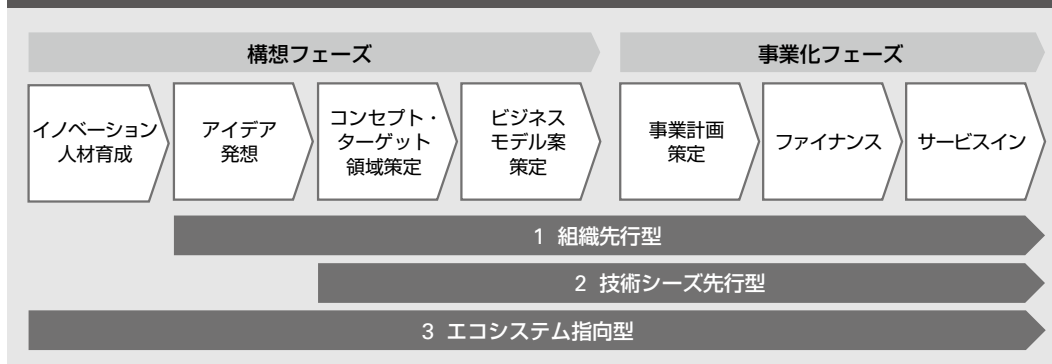 構想フェーズ
事業化フェーズ
イノベーション
人材育成
アイデア
発想
コンセプト・
ターゲット
領域策定
ビジネス
モデル案
策定
事業計画
策定
ファイナンス
サービスイン
1 組織先行型
2 技術シーズ先行型
3 エコシステム指向型